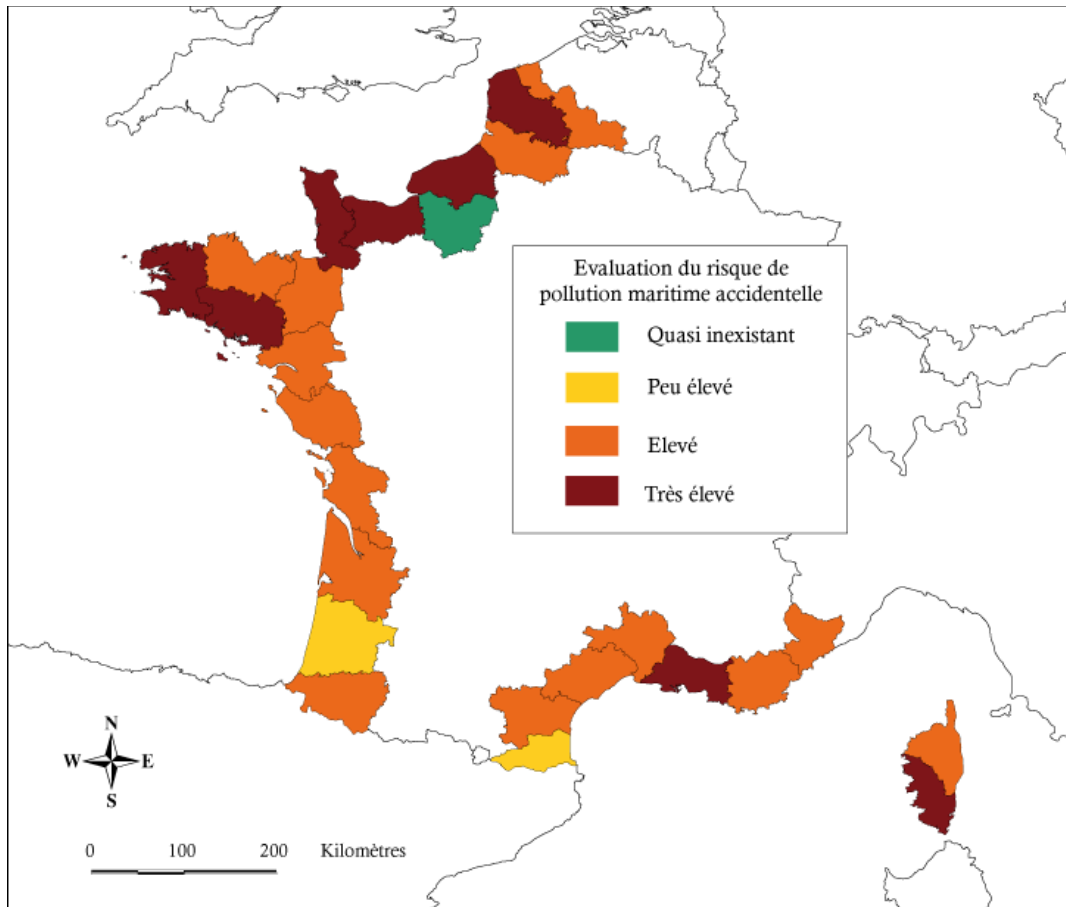 Evaluation du risque de
pollution maritime accidentelle
Quasi inexistant
Peu élevé
Elevé
Très élevé
N
W E
S
0 100 200 Kilomètres